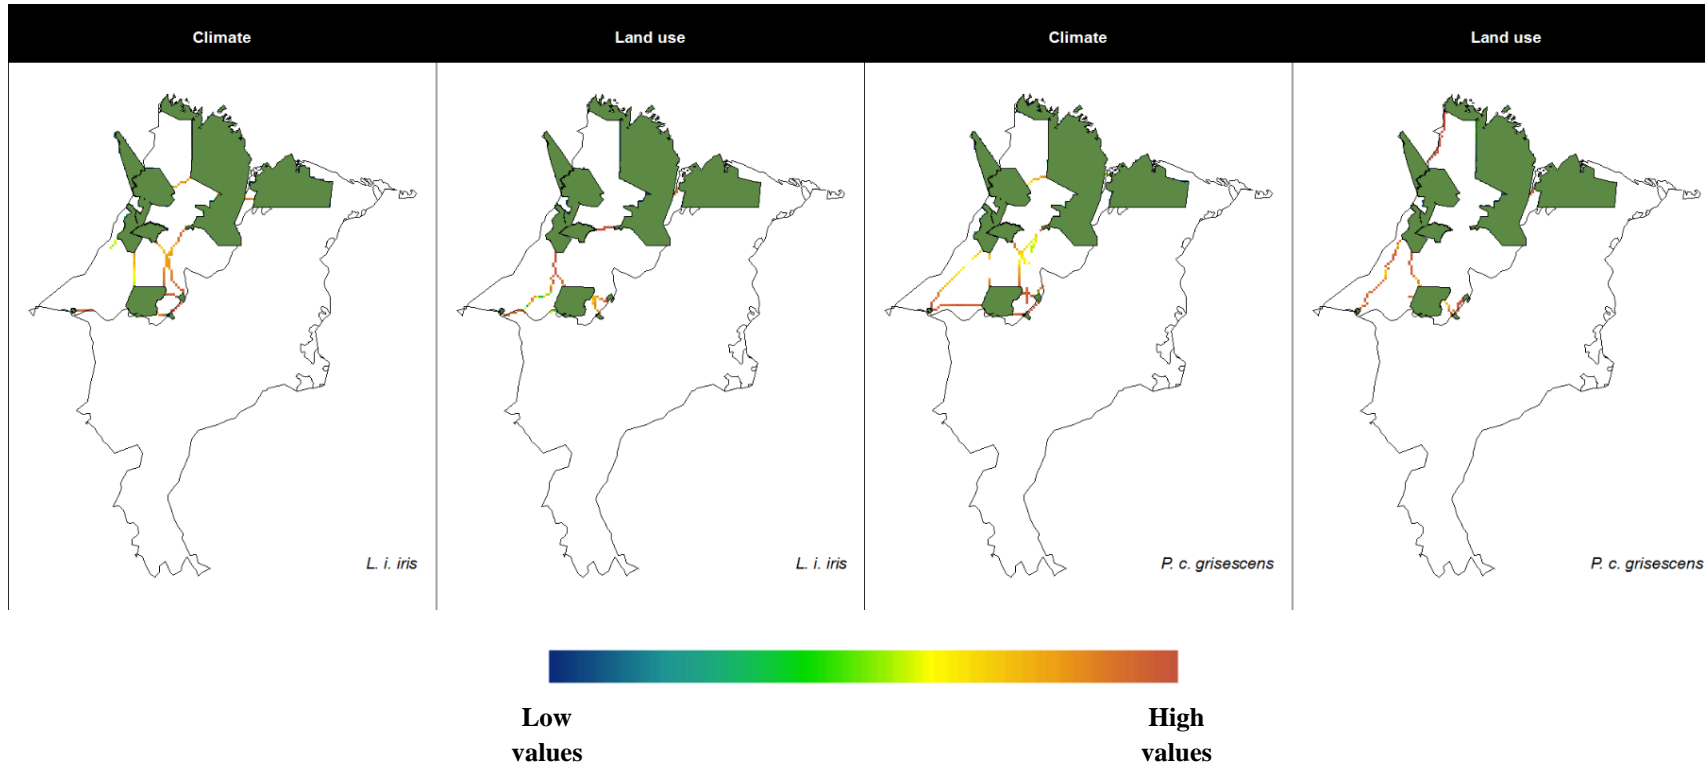 Climate
Land use
Climate
Land use
L. i. iris
L. i. iris
P. c. grisescens
P. c. grisescens
Low
values
High
values